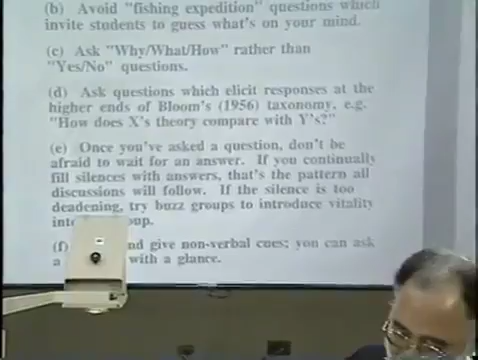 (b) Avoid "fishing expedition" questions which
invite students to guess what's on your mind.
(c) Ask "Why/What/How" rather than
"Yes/No" questions.
(d) Ask questions which elicit responses at the
higher ends of Bloom's (1956) taxonomy, e.g.
"How does X's theory compare with Y's?"
(e) Once you've asked a question, don't be
afraid to wait for an answer. If you continually
fill silences with answers, that's the pattern all
discussions will follow. If the silence is too
deadening, try buzz groups to introduce vitality
(f) give non-verbal cues; you can ask
a with a glance.